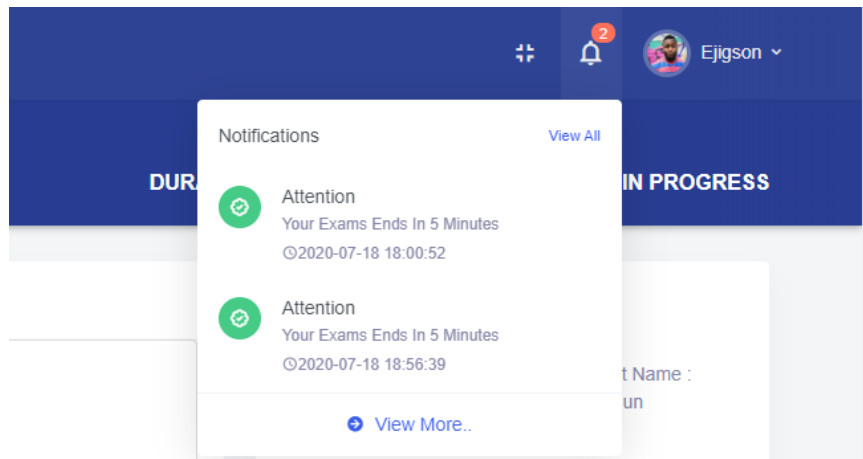 2
Ejigson
Notifications
View All
DUR
IN PROGRESS
Attention
Your Exams Ends In 5 Minutes
2020-07-18 18:00:52
Attention
Your Exams Ends In 5 Minutes
2020-07-18 18:56:39
t Name :
un
View More..